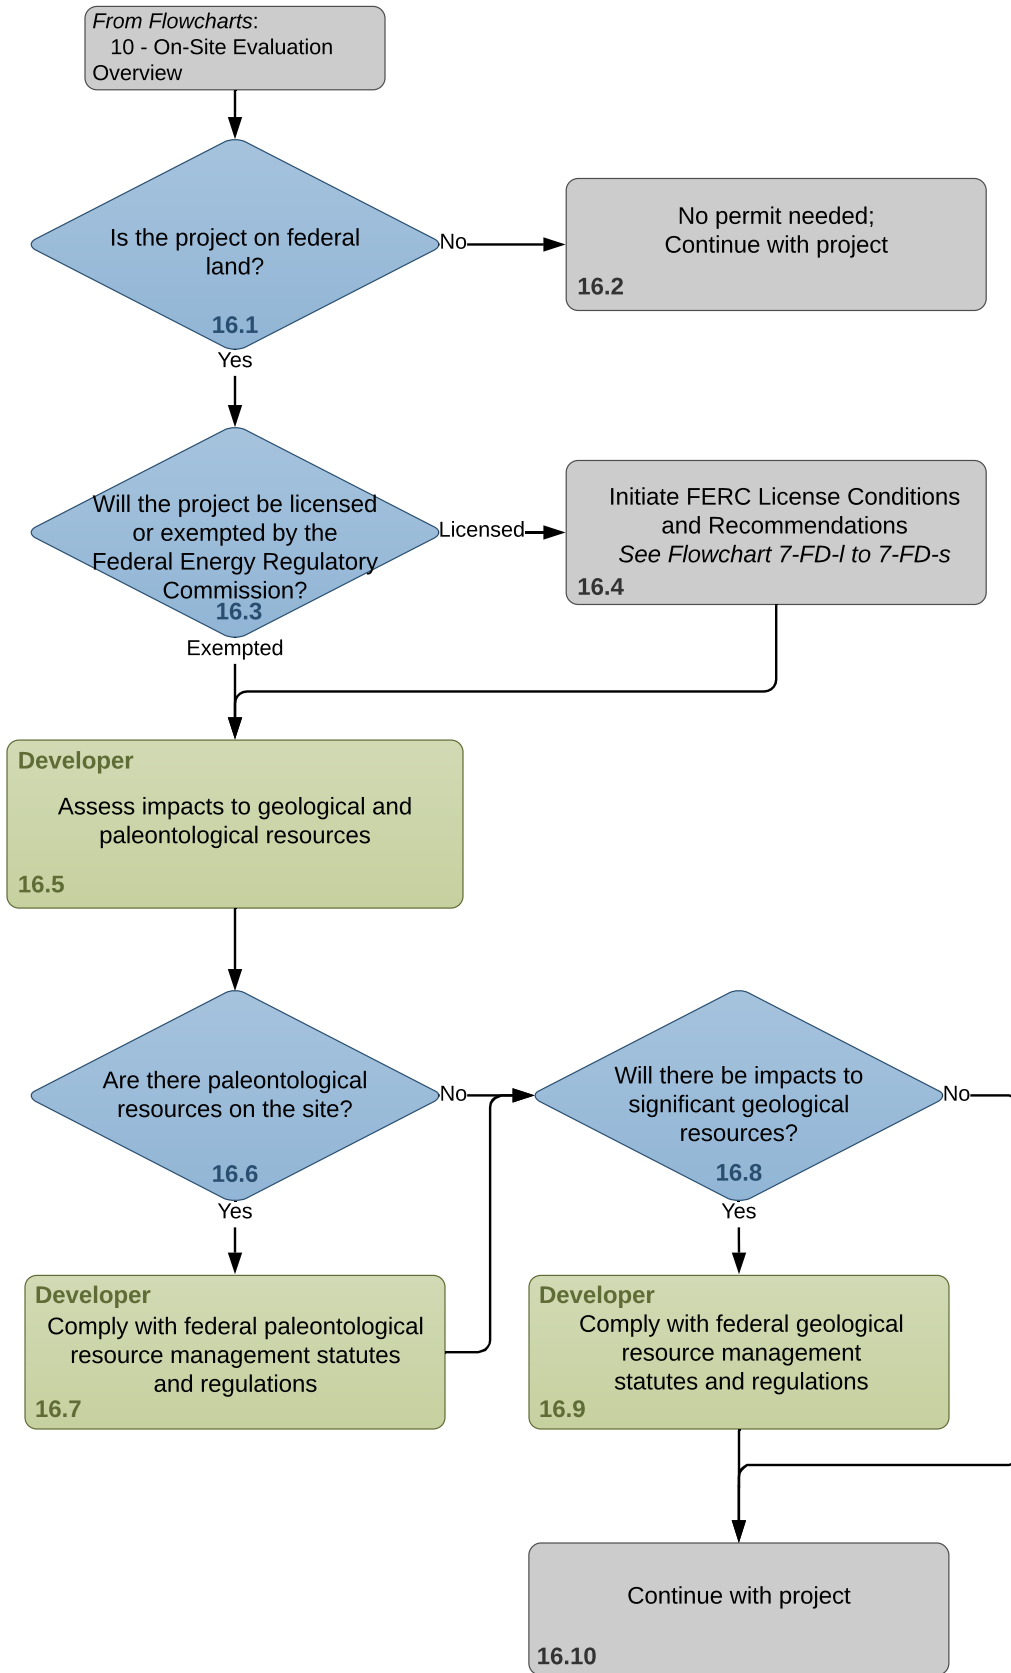 From Flowcharts:
10 - On-Site Evaluation
Overview
Is the project on federal
land?
16.1
No
No permit needed;
Continue with project
16.2
Yes
Will the project be licensed
or exempted by the
Federal Energy Regulatory
Commission?
16.3
Licensed
Initiate FERC License Conditions
and Recommendations
See Flowchart 7-FD-l to 7-FD-s
16.4
Exempted
Developer
Assess impacts to geological and
paleontological resources
16.5
Are there paleontological
resources on the site?
16.6
No
Will there be impacts to
significant geological
resources?
16.8
No
Yes
Yes
Developer
Comply with federal paleontological
resource management statutes
and regulations
16.7
Developer
Comply with federal geological
resource management
statutes and regulations
16.9
Continue with project
16.10